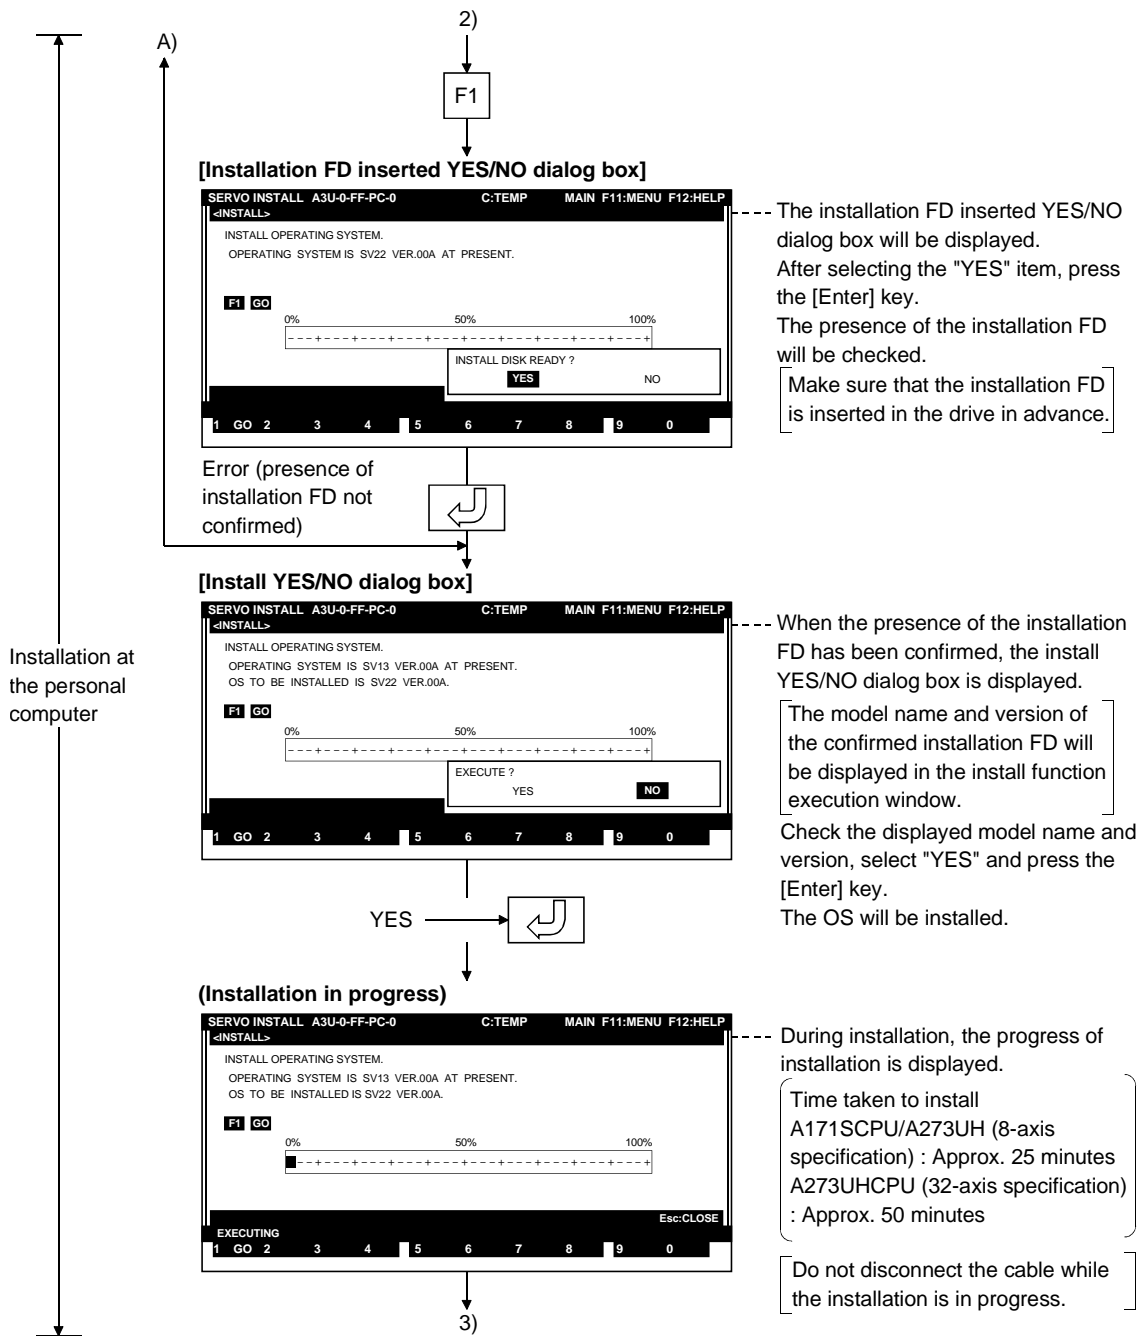 2)
A)
F1
[Installation FD inserted YES/NO dialog box]
SERVO INSTALL A3U-0-FF-PC-0 C:TEMP MAIN F11:MENU F12:HELP
<INSTALL>
INSTALL OPERATING SYSTEM.
OPERATING SYSTEM IS SV22 VER.00A AT PRESENT.
F1 GO
0% 50% 100%
---+---+---+---+---+---+---+---+---+---+
INSTALL DISK READY ?
YES NO
1 GO 2 3 4 5 6 7 8 9 0
The installation FD inserted YES/NO
dialog box will be displayed.
After selecting the "YES" item, press
the [Enter] key.
The presence of the installation FD
will be checked.
Make sure that the installation FD
is inserted in the drive in advance.
Error (presence of
installation FD not
confirmed)
[Install YES/NO dialog box]
SERVO INSTALL A3U-0-FF-PC-0 C:TEMP MAIN F11:MENU F12:HELP
<INSTALL>
INSTALL OPERATING SYSTEM.
OPERATING SYSTEM IS SV13 VER.00A AT PRESENT.
OS TO BE INSTALLED IS SV22 VER.00A.
F1 GO
0% 50% 100%
---+---+---+---+---+---+---+---+---+---+
EXECUTE ?
YES NO
1 GO 2 3 4 5 6 7 8 9 0
When the presence of the installation
FD has been confirmed, the install
YES/NO dialog box is displayed.
The model name and version of
the confirmed installation FD will
be displayed in the install function
execution window.
Check the displayed model name and
version, select "YES" and press the
[Enter] key.
The OS will be installed.
Installation at
the personal
computer
YES
(Installation in progress)
SERVO INSTALL A3U-0-FF-PC-0 C:TEMP MAIN F11:MENU F12:HELP
<INSTALL>
INSTALL OPERATING SYSTEM.
OPERATING SYSTEM IS SV13 VER.00A AT PRESENT.
OS TO BE INSTALLED IS SV22 VER.00A.
F1 GO
0% 50% 100%
--+---+---+---+---+---+---+---+---+---+
Esc:CLOSE
EXECUTING
1 GO 2 3 4 5 6 7 8 9 0
During installation, the progress of
installation is displayed.
Time taken to install
A171SCPU/A273UH (8-axis
specification) : Approx. 25 minutes
A273UHCPU (32-axis specification)
: Approx. 50 minutes
Do not disconnect the cable while
the installation is in progress.
3)